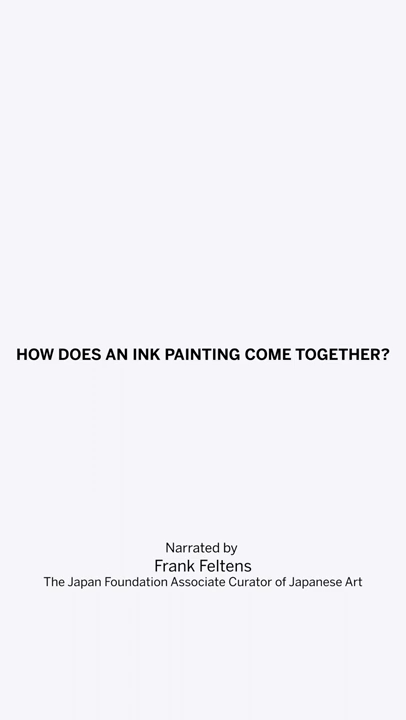 HOW DOES AN INK PAINTING COME TOGETHER?
Narrated by
Frank Feltens
The Japan Foundation Associate Curator of Japanese Art